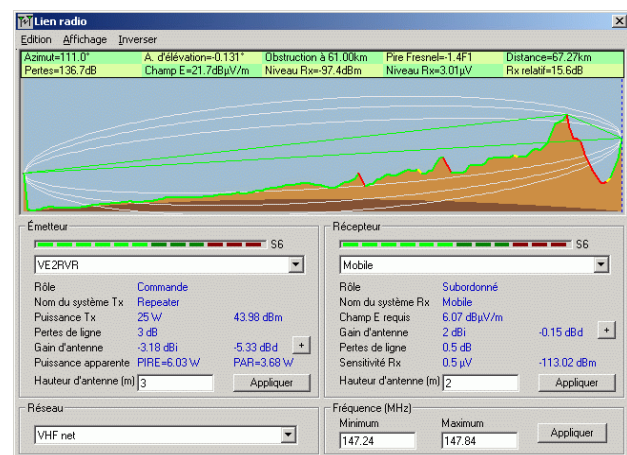 Lien radio
Edition Affichage Inverser
Azimut=111.0° A. d'élévation=-0.131° Obstruction à 61.00km Pire Fresnel=-1.4F1 Distance=67.27km
Pertes=136.7dB Champ E=21.7dBµV/m Niveau Rx=-97.4dBm Niveau Rx=3.01µV Rx relatif=15.6dB
Émetteur
S6
VE2RVR
Rôle Commande
Nom du système Tx Repeater
Puissance Tx 25 W 43.98 dBm
Pertes de ligne 3 dB
Gain d'antenne -3.18 dBi -5.33 dBd +
Puissance apparente PIRE=6.03 W PAR=3.68 W
Hauteur d'antenne (m) 3 Appliquer
Récepteur
S6
Mobile
Rôle Subordonné
Nom du système Rx Mobile
Champ E requis 6.07 dBµV/m
Gain d'antenne 2 dBi -0.15 dBd +
Pertes de ligne 0.5 dB
Sensitivité Rx 0.5 µV -113.02 dBm
Hauteur d'antenne (m) 2 Appliquer
Réseau
VHF net
Fréquence (MHz)
Minimum Maximum
147.24 147.84 Appliquer